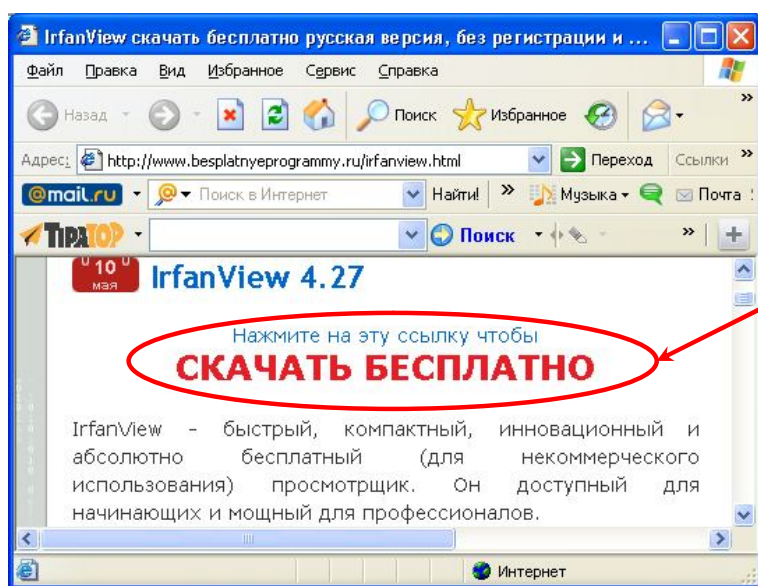 IrfanView скачать бесплатно русская версия, без регистрации и ...
Файл Правка Вид Избранное Сервис Справка
Назад Поиск Избранное »
Адрес: http://www.besplatnyeprogrammy.ru/irfanview.html Переход Ссылки »
@mail.ru Поиск в Интернет Найти! » Музыка Почта
TIPATOP Поиск »
10
мая
IrfanView 4.27
Нажмите на эту ссылку чтобы
СКАЧАТЬ БЕСПЛАТНО
IrfanView – быстрый, компактный, инновационный и
абсолютно бесплатный (для некоммерческого
использования) просмотрщик. Он доступный для
начинающих и мощный для профессионалов.
Интернет